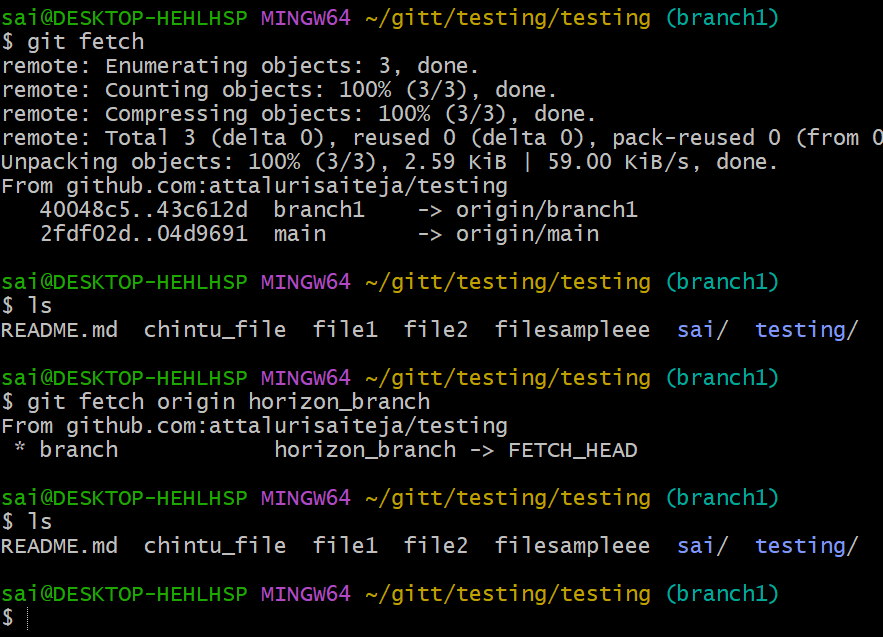 sai@DESKTOP-HEHLHSP MINGW64 ~/gitt/testing/testing (branch1)
$ git fetch
remote: Enumerating objects: 3, done.
remote: Counting objects: 100% (3/3), done.
remote: Compressing objects: 100% (3/3), done.
remote: Total 3 (delta 0), reused 0 (delta 0), pack-reused 0 (from 0
Unpacking objects: 100% (3/3), 2.59 KiB | 59.00 KiB/s, done.
From github.com:attalurisaiteja/testing
   40048c5..43c612d  branch1    -> origin/branch1
   2fdf02d..04d9691  main       -> origin/main
sai@DESKTOP-HEHLHSP MINGW64 ~/gitt/testing/testing (branch1)
$ ls
README.md  chintu_file  file1  file2  filesampleee  sai/  testing/
sai@DESKTOP-HEHLHSP MINGW64 ~/gitt/testing/testing (branch1)
$ git fetch origin horizon_branch
From github.com:attalurisaiteja/testing
 * branch            horizon_branch -> FETCH_HEAD
sai@DESKTOP-HEHLHSP MINGW64 ~/gitt/testing/testing (branch1)
$ ls
README.md  chintu_file  file1  file2  filesampleee  sai/  testing/
sai@DESKTOP-HEHLHSP MINGW64 ~/gitt/testing/testing (branch1)
$